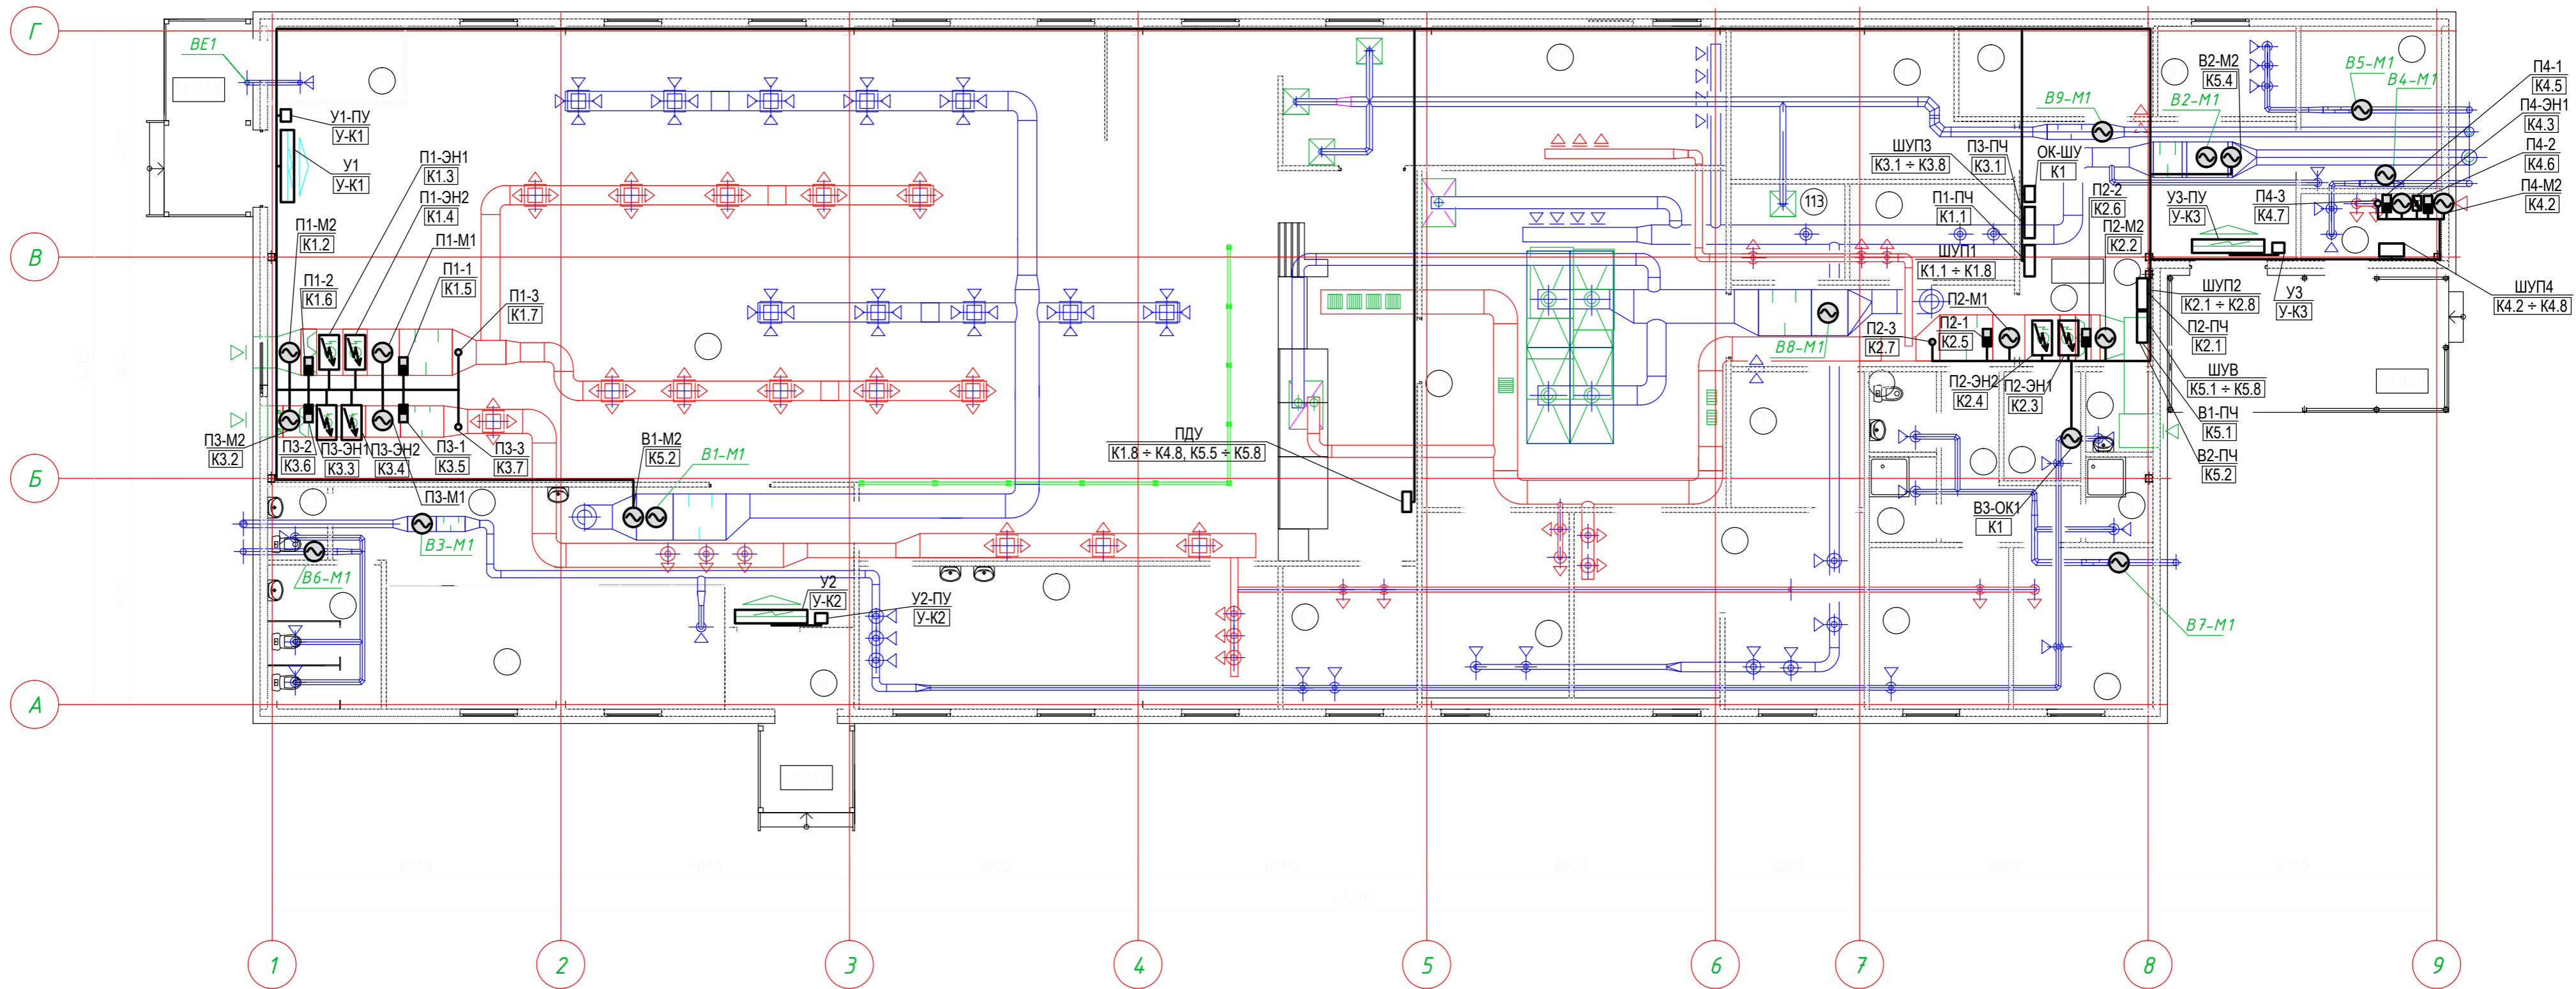 Г
ВЕ1
В2-М2
К5.4
В5-М1
В4-М1
П4-1
К4.5
П4-ЭН1
К4.3
П4-2
К4.6
П4-М2
К4.2
В9-М1
В2-М1
У1-ПУ
У-К1
У1
У-К1
П1-ЭН1
К1.3
П1-ЭН2
К1.4
ШУП3
К3.1 ÷ К3.8
П3-ПЧ
К3.1
ОК-ШУ
К1
П1-ПЧ
К1.1
113
П2-2
К2.6
У3-ПУ
У-К3
П4-3
К4.7
П1-М2
К1.2
П1-М1
П2-М2
К2.2
В
П1-2
К1.6
П1-1
К1.5
П1-3
К1.7
ШУП1
К1.1 ÷ К1.8
ШУП2
К2.1 ÷ К2.8
У3
У-К3
ШУП4
К4.2 ÷ К4.8
П2-М1
П2-1
К2.5
П2-3
К2.7
П2-ПЧ
К2.1
В8-М1
ШУВ
К5.1 ÷ К5.8
П2-ЭН2
К2.4
П2-ЭН1
К2.3
В1-ПЧ
К5.1
В2-ПЧ
К5.2
П3-М2
К3.2
П3-2
К3.6
П3-ЭН1
К3.3
П3-ЭН2
К3.4
П3-1
К3.5
П3-3
К3.7
В1-М2
К5.2
В1-М1
ПДУ
К1.8 ÷ К4.8, К5.5 ÷ К5.8
Б
П3-М1
В3-ОК1
К1
В3-М1
В6-М1
У2
У-К2
У2-ПУ
У-К2
В7-М1
А
6000
6000
6000
6000
6000
3000
6000
6000
45000
1
2
3
4
5
6
7
8
9